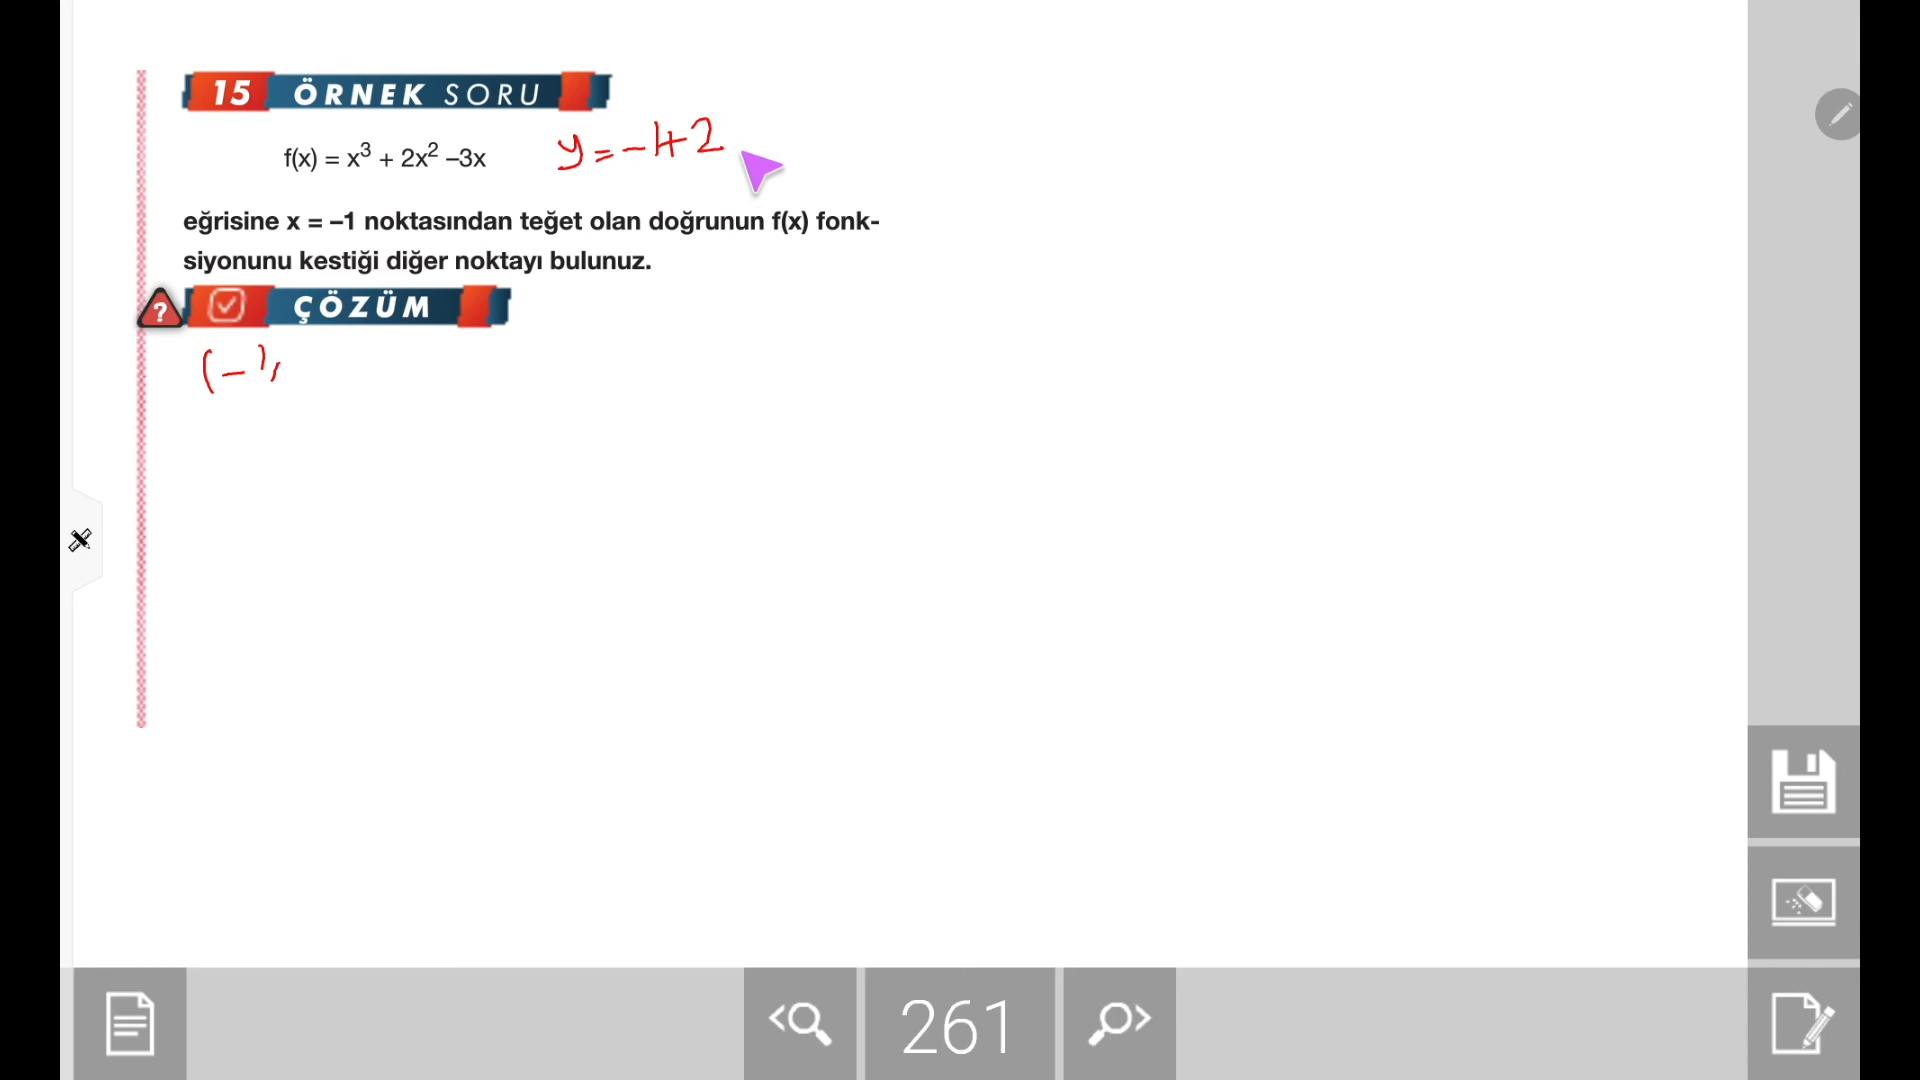 15 ÖRNEK SORU
f(x) = x³ + 2x² –3x
y = -1+2
eğrisine x = –1 noktasından teğet olan doğrunun f(x) fonk-
siyonunu kestiği diğer noktayı bulunuz.
? ÇÖZÜM
(-1,
261